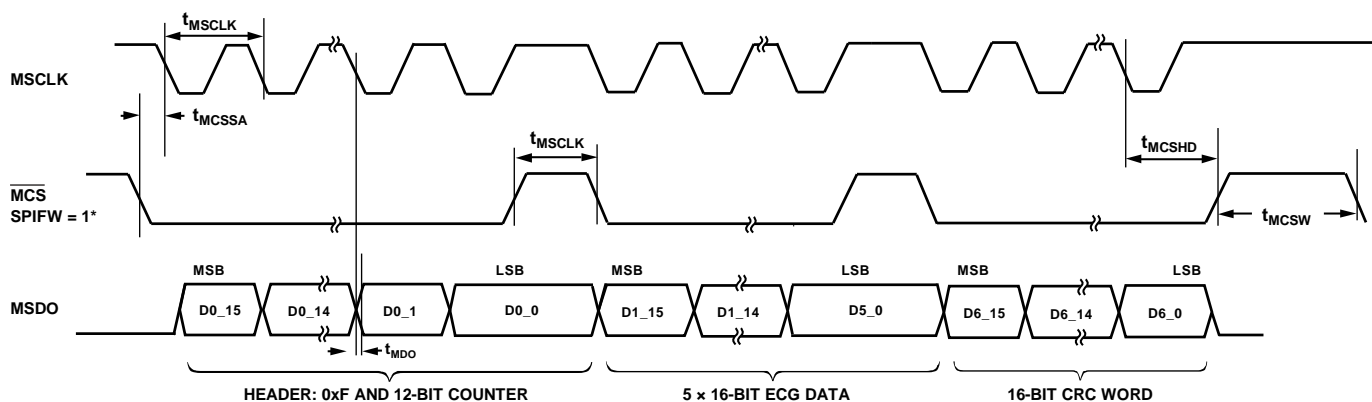 tMSCLK
MSCLK
tMCSSA
tMSCLK
tMCSHD
MCS
SPIFW = 1*
tMCSW
MSB
LSB
MSB
LSB
MSB
LSB
MSDO
D0_15
D0_14
D0_1
D0_0
D1_15
D1_14
D5_0
D6_15
D6_14
D6_0
tMDO
HEADER: 0xF AND 12-BIT COUNTER
5 × 16-BIT ECG DATA
16-BIT CRC WORD